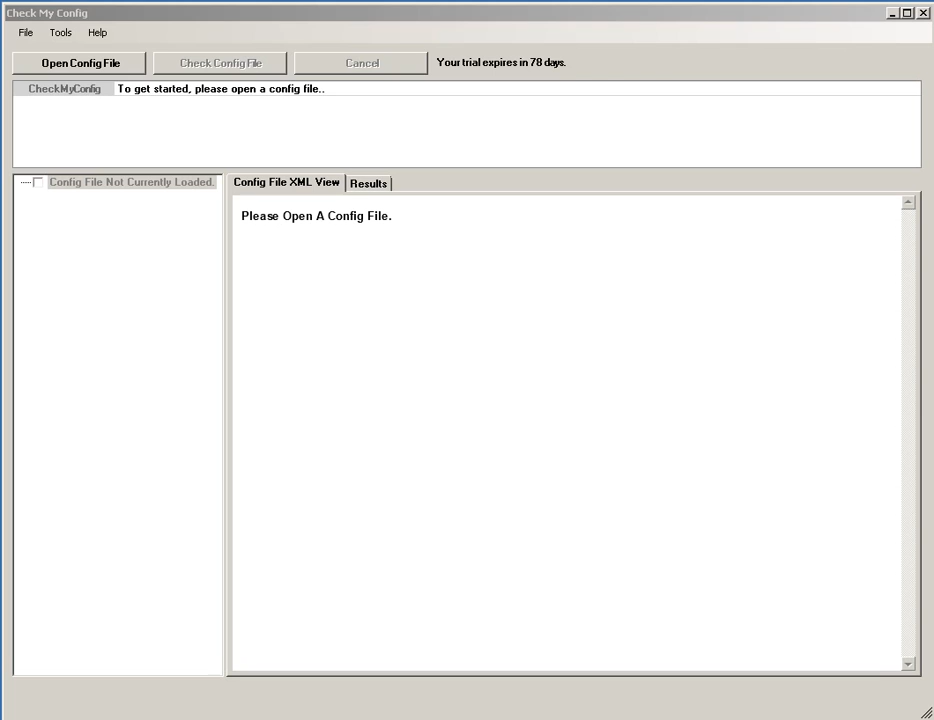 Check My Config
File Tools Help
Open Config File Check Config File Cancel Your trial expires in 78 days.
CheckMyConfig To get started, please open a config file..
Config File Not Currently Loaded.
Config File XML View Results
Please Open A Config File.